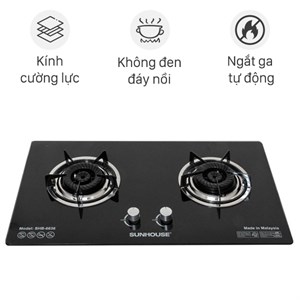 Kính
cường lực
Không đen
đáy nồi
Ngắt ga
tự động
SUNHOUSE
Made in Malaysia